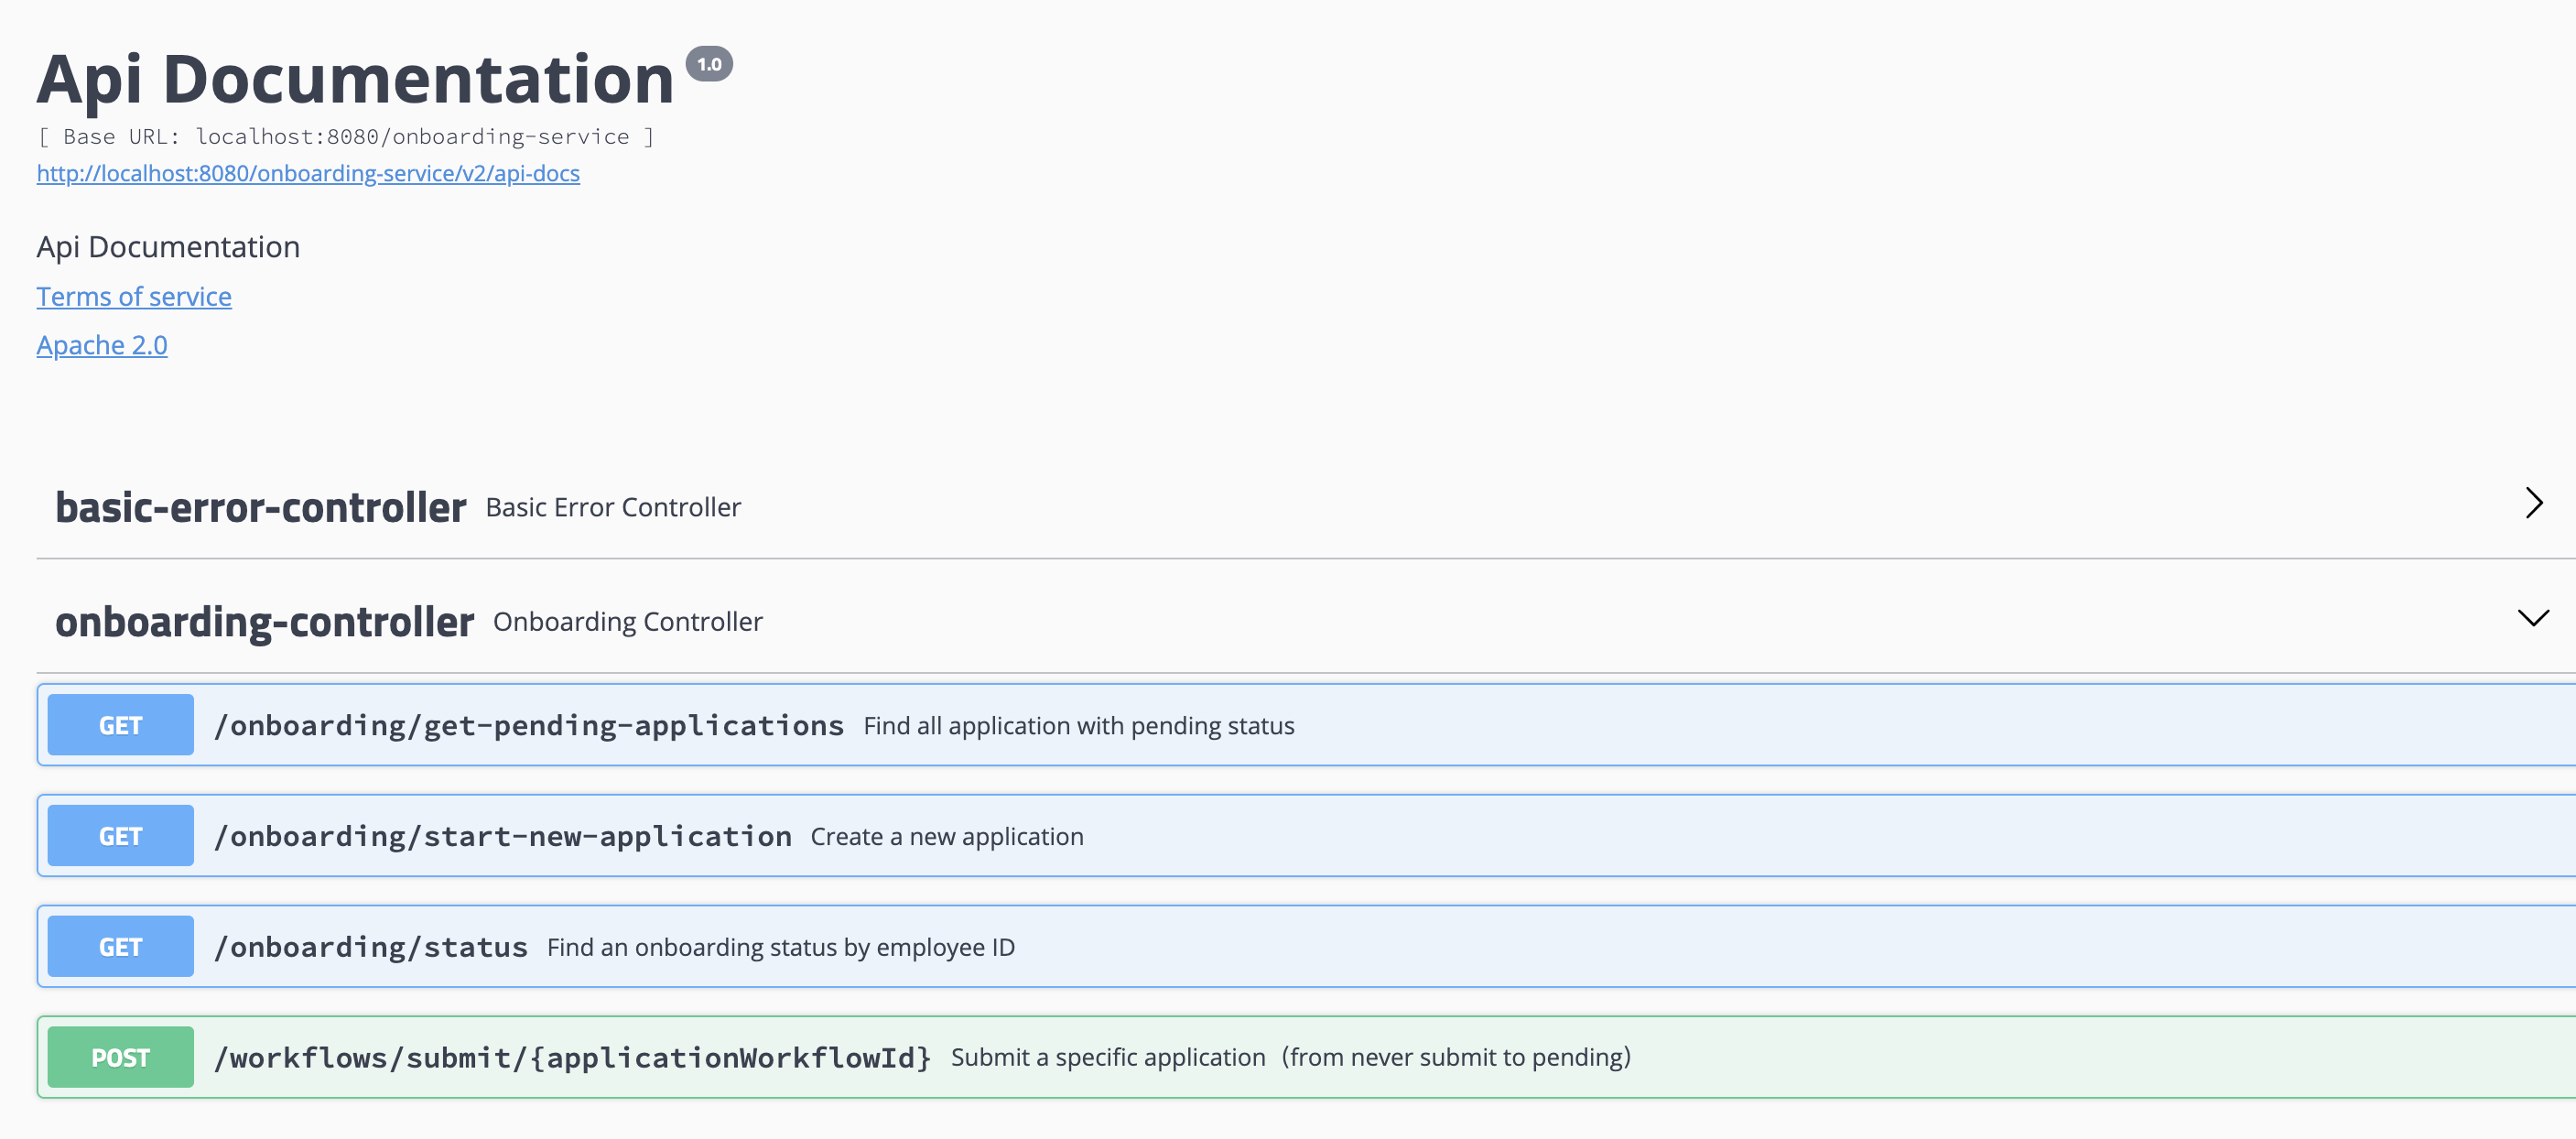 Api Documentation 1.0
[ Base URL: localhost:8080/onboarding-service ]
http://localhost:8080/onboarding-service/v2/api-docs
Api Documentation
Terms of service
Apache 2.0
basic-error-controller Basic Error Controller
onboarding-controller Onboarding Controller
GET /onboarding/get-pending-applications Find all application with pending status
GET /onboarding/start-new-application Create a new application
GET /onboarding/status Find an onboarding status by employee ID
POST /workflows/submit/{applicationWorkflowId} Submit a specific application（from never submit to pending)